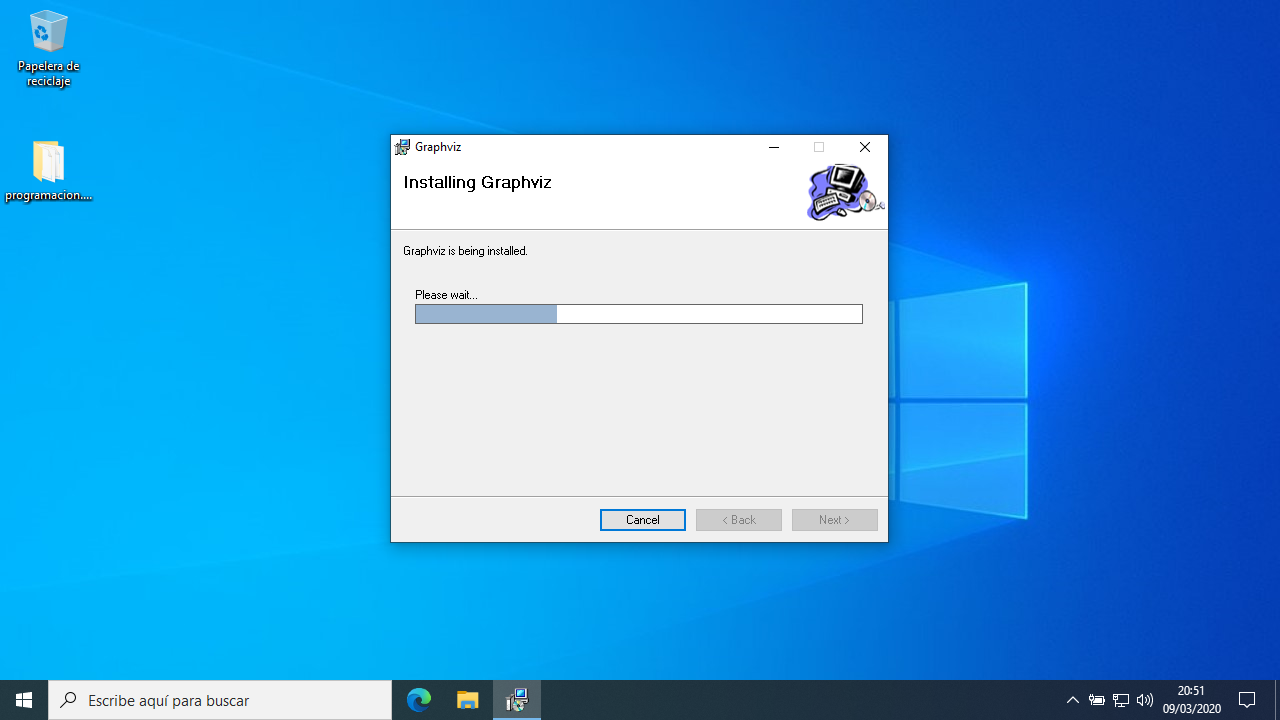 Papelera de
reciclaje
programacion....
Graphviz
Installing Graphviz
Graphviz is being installed.
Please wait...
Cancel
< Back
Next >
Escribe aquí para buscar
20:51
09/03/2020